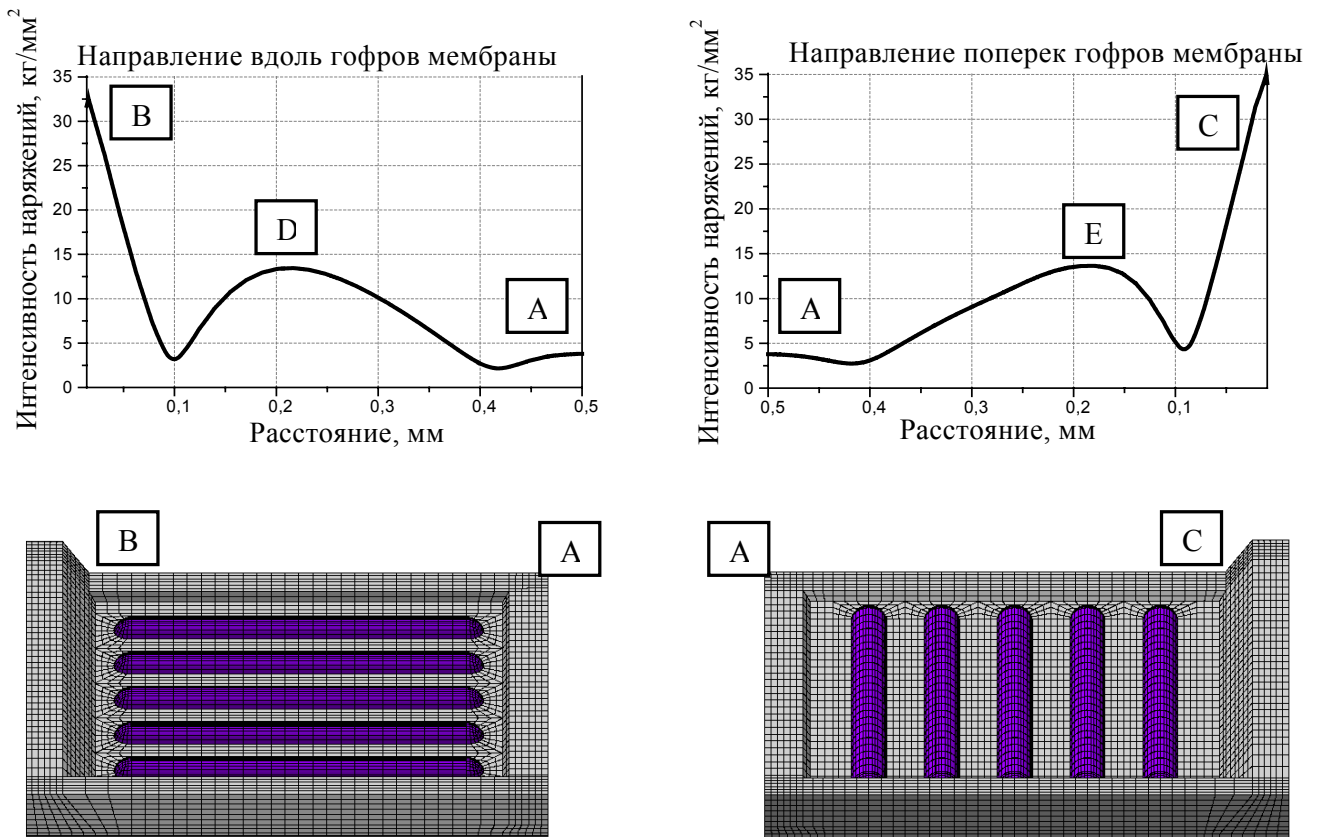 Направление вдоль гофров мембраны
Интенсивность наряжений, кг/мм²
35
30
25
20
15
10
5
0
B
D
A
0,1
0,2
0,3
0,4
0,5
Расстояние, мм
Направление поперек гофров мембраны
Интенсивность наряжений, кг/мм²
35
30
25
20
15
10
5
0
A
E
C
0,5
0,4
0,3
0,2
0,1
Расстояние, мм
B
A
A
C